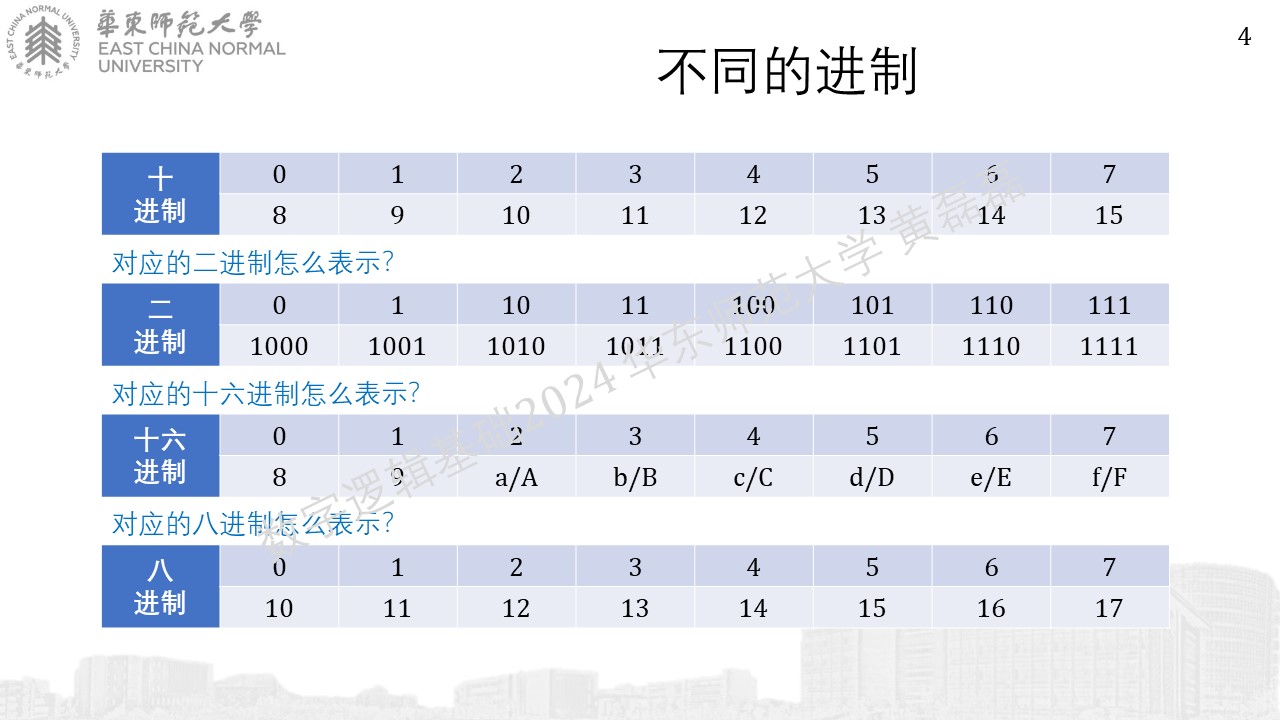 華東師範大學
EAST CHINA NORMAL
UNIVERSITY
EAST CHINA NORMAL UNIVERSITY
華東师范大学
4
不同的进制
十
进制
0 1 2 3 4 5 6 7
8 9 10 11 12 13 14 15
对应的二进制怎么表示?
二
进制
0 1 10 11 100 101 110 111
1000 1001 1010 1011 1100 1101 1110 1111
对应的十六进制怎么表示?
十六
进制
0 1 2 3 4 5 6 7
8 9 a/A b/B c/C d/D e/E f/F
对应的八进制怎么表示?
八
进制
0 1 2 3 4 5 6 7
10 11 12 13 14 15 16 17
数字逻辑基础2024 华东师范大学 黄磊磊